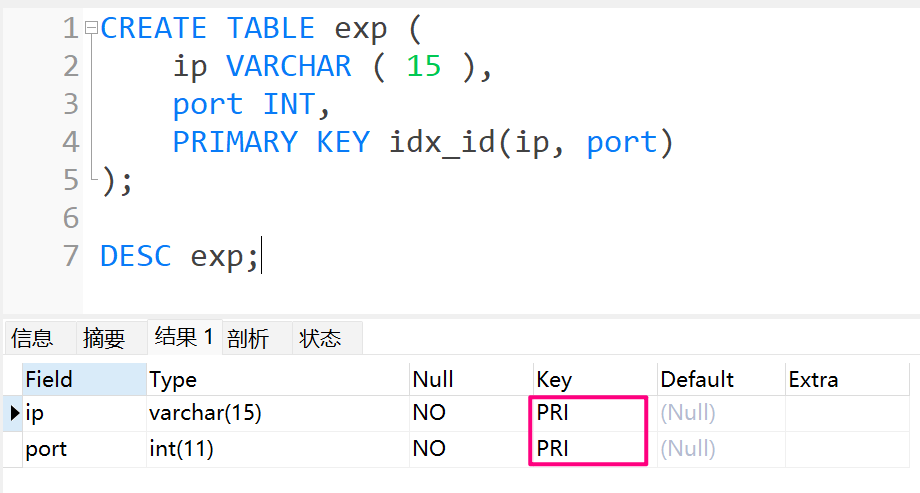 1 CREATE TABLE exp (
2 ip VARCHAR ( 15 ),
3 port INT,
4 PRIMARY KEY idx_id(ip, port)
5 );
6
7 DESC exp;
信息 摘要 结果 1 剖析 状态
Field Type Null Key Default Extra
ip varchar(15) NO PRI (Null)
port int(11) NO PRI (Null)